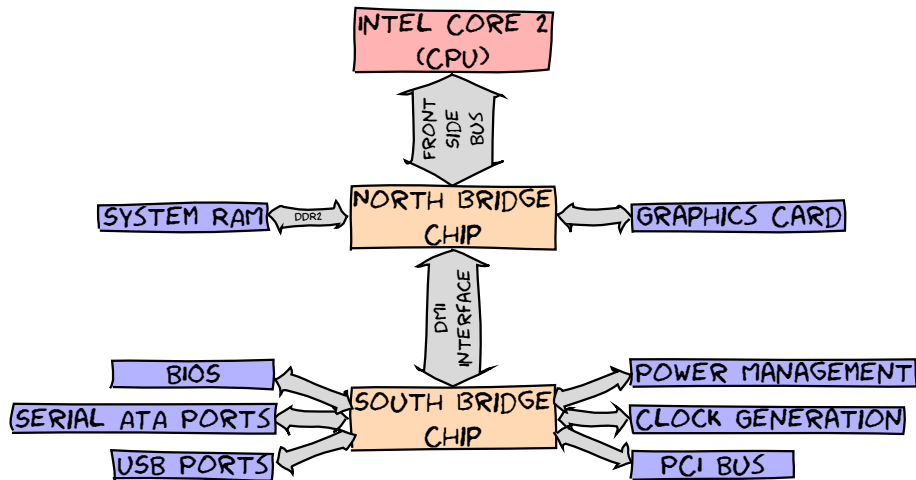 INTEL CORE 2
(CPU)
FRONT
SIDE
BUS
SYSTEM RAM
DDR2
NORTH BRIDGE
CHIP
GRAPHICS CARD
DMI
INTERFACE
BIOS
SERIAL ATA PORTS
USB PORTS
SOUTH BRIDGE
CHIP
POWER MANAGEMENT
CLOCK GENERATION
PCI BUS